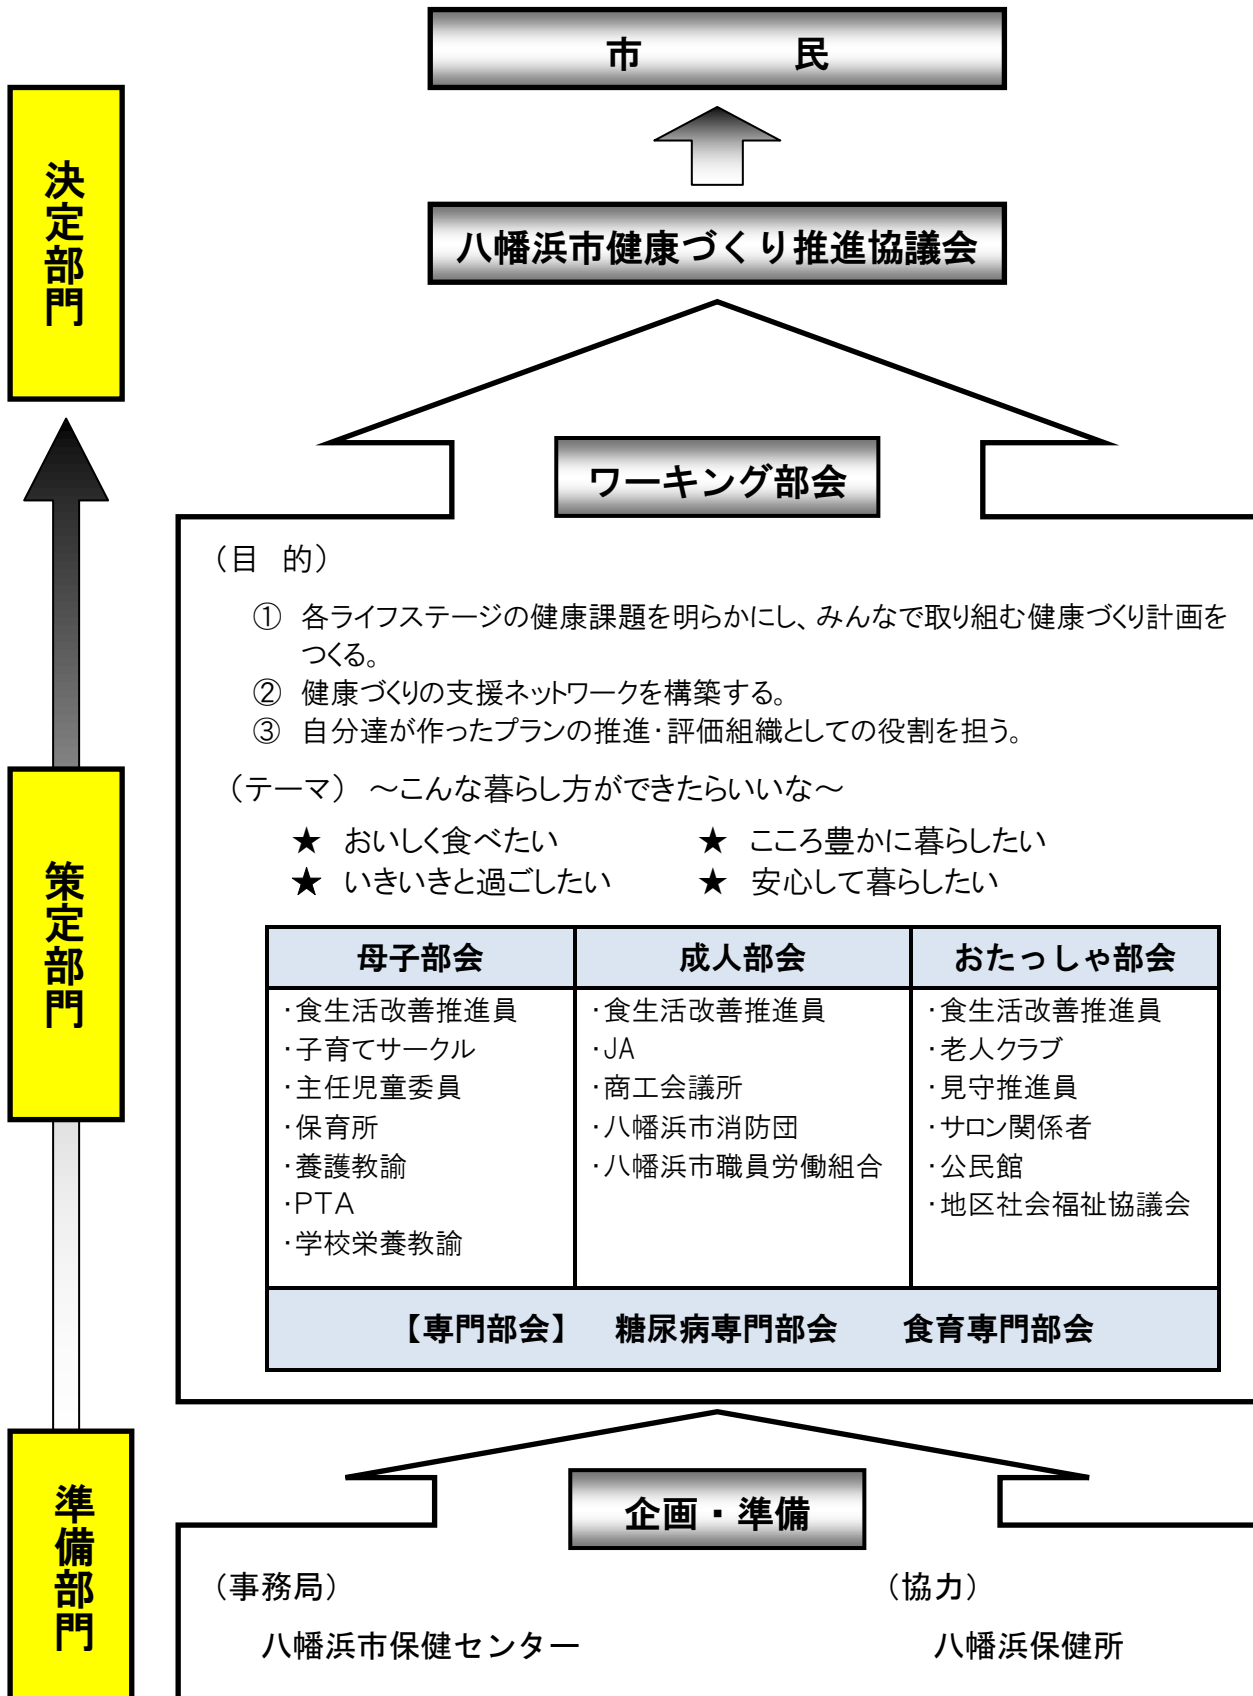 市　民
決定部門
八幡浜市健康づくり推進協議会
ワーキング部会
（目 的）
① 各ライフステージの健康課題を明らかにし、みんなで取り組む健康づくり計画を
つくる。
② 健康づくりの支援ネットワークを構築する。
③ 自分達が作ったプランの推進・評価組織としての役割を担う。
（テーマ） ～こんな暮らし方ができたらいいな～
★ おいしく食べたい ★ こころ豊かに暮らしたい
★ いきいきと過ごしたい ★ 安心して暮らしたい
策定部門
母子部会 成人部会 おたっしゃ部会
・食生活改善推進員 ・食生活改善推進員 ・食生活改善推進員
・子育てサークル ・JA ・老人クラブ
・主任児童委員 ・商工会議所 ・見守推進員
・保育所 ・八幡浜市消防団 ・サロン関係者
・養護教諭 ・八幡浜市職員労働組合 ・公民館
・PTA ・地区社会福祉協議会
・学校栄養教諭
【専門部会】 糖尿病専門部会 食育専門部会
準備部門
企画・準備
（事務局） （協力）
八幡浜市保健センター 八幡浜保健所